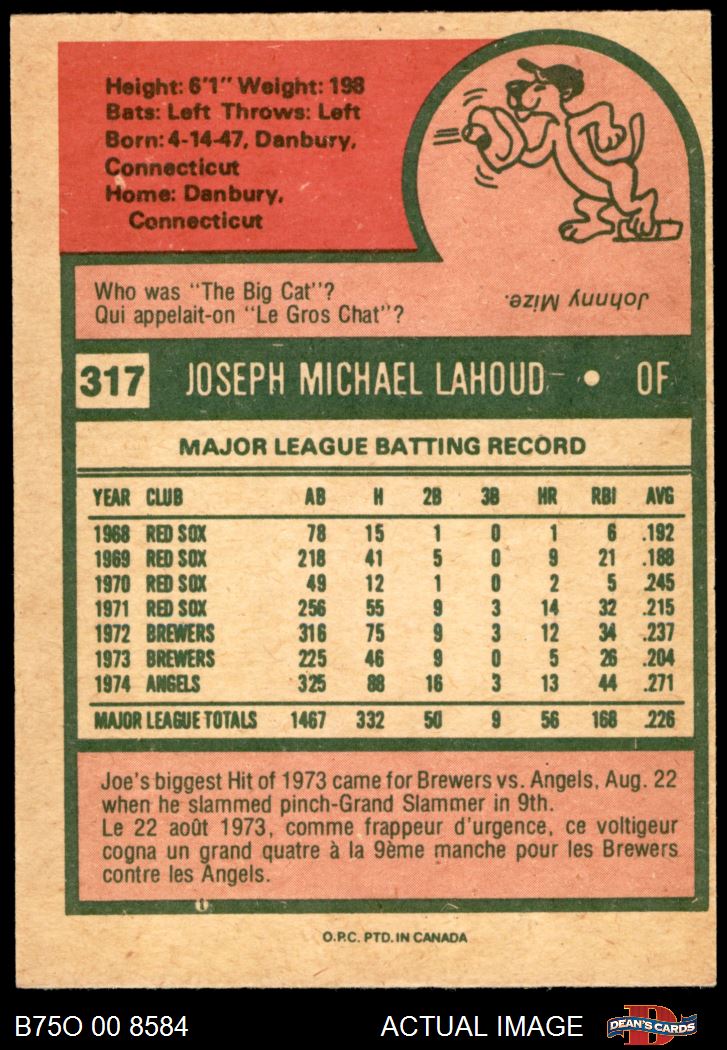 Height: 6'1" Weight: 198
Bats: Left Throws: Left
Born: 4-14-47, Danbury,
Connecticut
Home: Danbury,
Connecticut
Who was "The Big Cat"?
Qui appelait-on "Le Gros Chat"?
Johnny Mize.
317 JOSEPH MICHAEL LAHOUD • OF
MAJOR LEAGUE BATTING RECORD
YEAR CLUB AB H 2B 3B HR RBI AVG
1968 RED SOX 78 15 1 0 1 6 .192
1969 RED SOX 218 41 5 0 9 21 .188
1970 RED SOX 49 12 1 0 2 5 .245
1971 RED SOX 256 55 9 3 14 32 .215
1972 BREWERS 316 75 9 3 12 34 .237
1973 BREWERS 225 46 9 0 5 26 .204
1974 ANGELS 325 88 16 3 13 44 .271
MAJOR LEAGUE TOTALS 1467 332 50 9 56 168 .226
Joe's biggest Hit of 1973 came for Brewers vs. Angels, Aug. 22
when he slammed pinch-Grand Slammer in 9th.
Le 22 août 1973, comme frappeur d'urgence, ce voltigeur
cogna un grand quatre à la 9ème manche pour les Brewers
contre les Angels.
O.P.C. PTD. IN CANADA
B75O 00 8584 ACTUAL IMAGE D DEAN'S CARDS